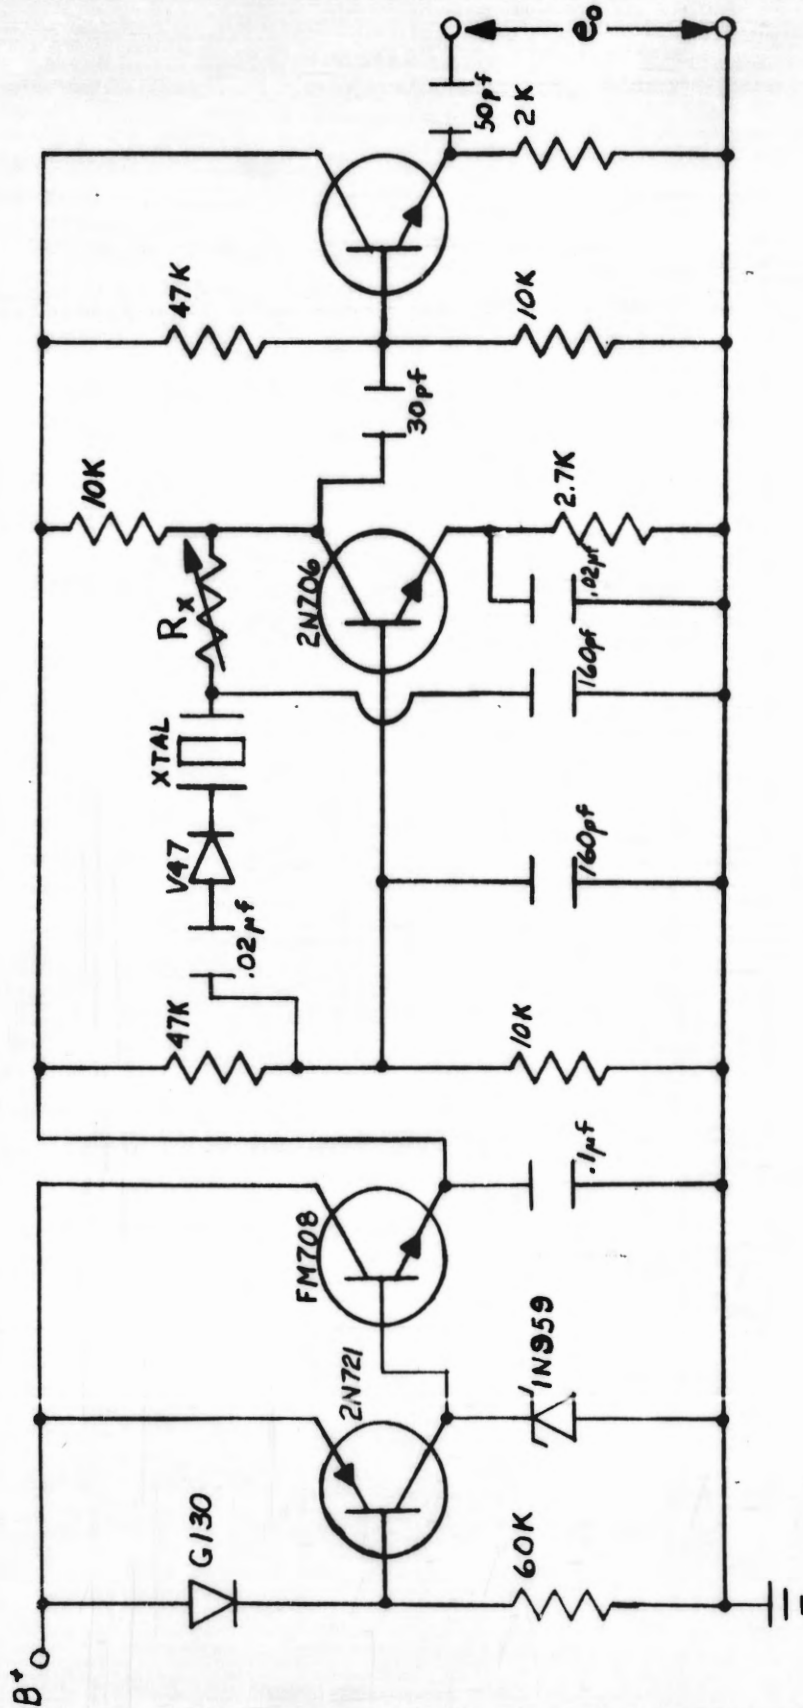 B+
G130
60K
2N721
1N959
FM708
.1µf
47K
10K
.02µf
V47
XTAL
160pf
160pf
RX
10K
2N706
.02µf
2.7K
30pf
47K
10K
50pf
2K
eo